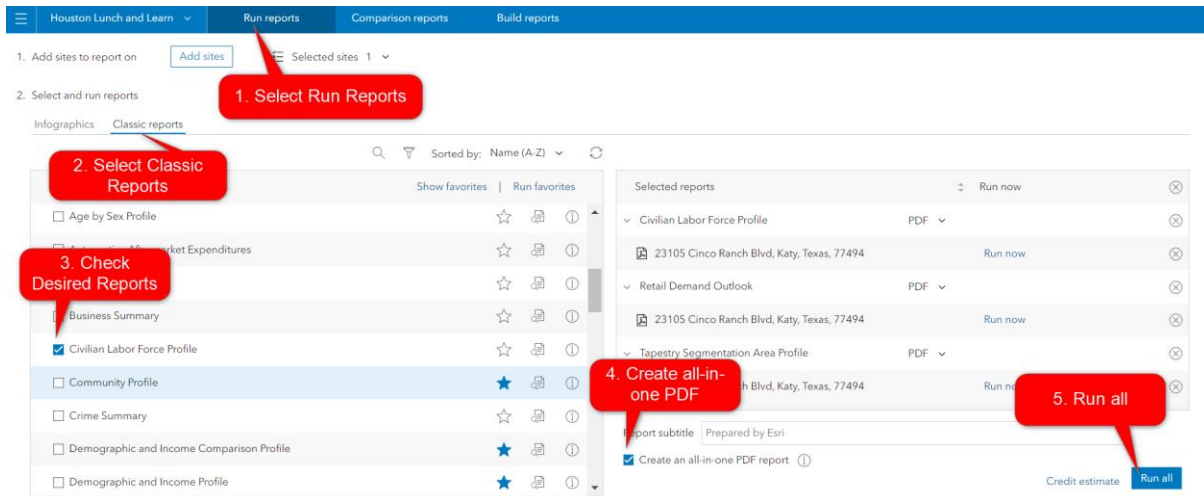 Houston Lunch and Learn Run reports Comparison reports Build reports
1. Add sites to report on Add sites Selected sites 1
1. Select Run Reports
2. Select and run reports
Infographics Classic reports
2. Select Classic
Reports
Sorted by: Name (A-Z)
Show favorites | Run favorites
Age by Sex Profile
rket Expenditures
3. Check
Desired Reports
Business Summary
Civilian Labor Force Profile
Community Profile
Crime Summary
Demographic and Income Comparison Profile
Demographic and Income Profile
Selected reports Run now
Civilian Labor Force Profile PDF
23105 Cinco Ranch Blvd, Katy, Texas, 77494 Run now
Retail Demand Outlook PDF
23105 Cinco Ranch Blvd, Katy, Texas, 77494 Run now
Tapestry Segmentation Area Profile PDF
h Blvd, Katy, Texas, 77494 Run no
4. Create all-in-
one PDF
5. Run all
Report subtitle Prepared by Esri
Create an all-in-one PDF report
Credit estimate Run all